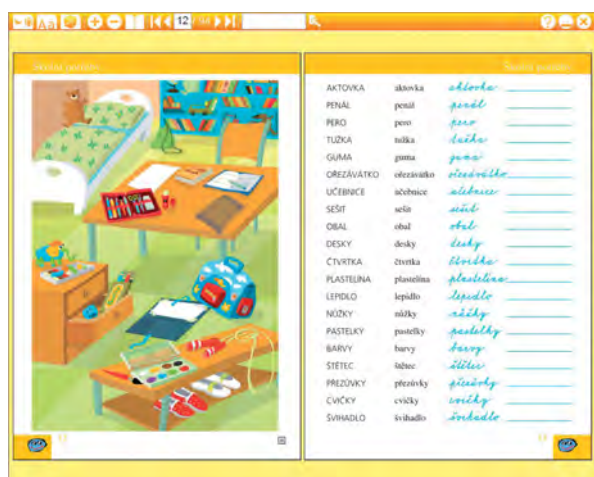 Aa 12
AKTOVKA aktovka aktovka
PENÁL penál penál
PERO pero pero
TUŽKA tužka tužka
GUMA guma guma
OŘEZÁVÁTKO ořezávátko ořezávátko
UČEBNICE učebnice učebnice
SEŠIT sešit sešit
OBAL obal obal
DESKY desky desky
ČTVRTKA čtvrtka čtvrtka
PLASTELÍNA plastelína plastelína
LEPIDLO lepidlo lepidlo
NŮŽKY nůžky nůžky
PASTELKY pastelky pastelky
BARVY barvy barvy
ŠTĚTEC štětec štětec
PŘEZŮVKY přezůvky přezůvky
CVIČKY cvičky cvičky
ŠVIHADLO švihadlo švihadlo